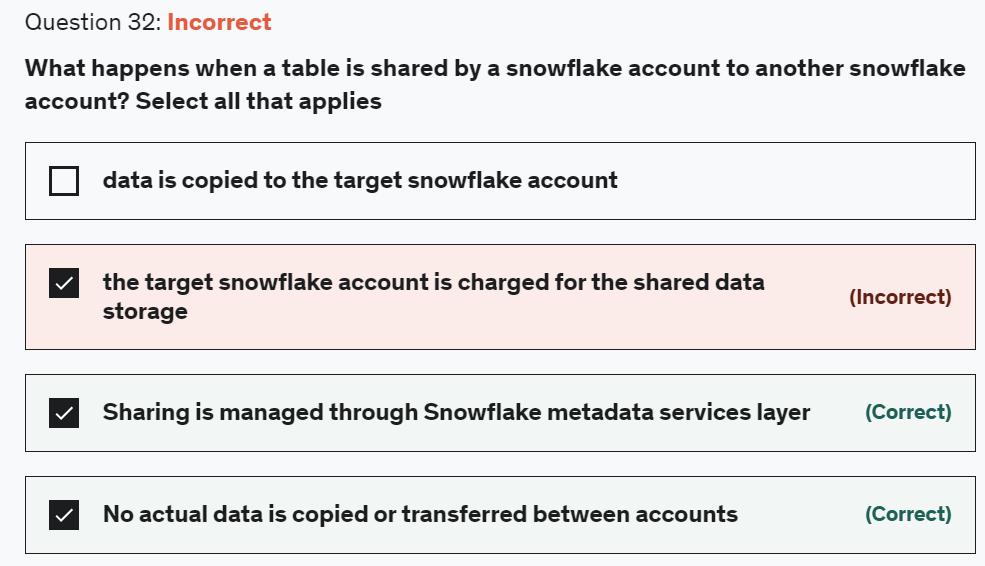 Question 32: Incorrect
What happens when a table is shared by a snowflake account to another snowflake
account? Select all that applies
data is copied to the target snowflake account
the target snowflake account is charged for the shared data
storage
(Incorrect)
Sharing is managed through Snowflake metadata services layer
(Correct)
No actual data is copied or transferred between accounts
(Correct)